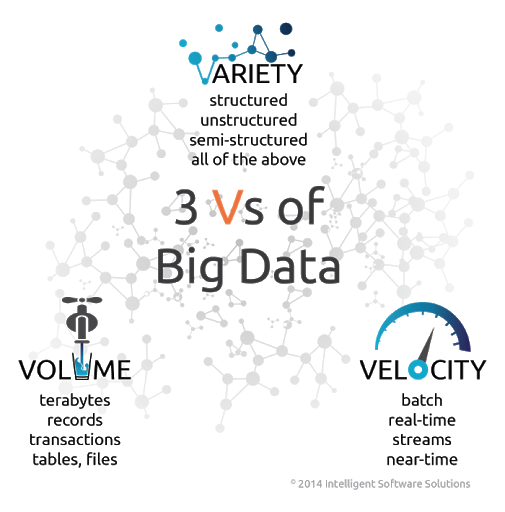 VARIETY
structured
unstructured
semi-structured
all of the above
3 Vs of
Big Data
VOLUME
terabytes
records
transactions
tables, files
VELOCITY
batch
real-time
streams
near-time
© 2014 Intelligent Software Solutions